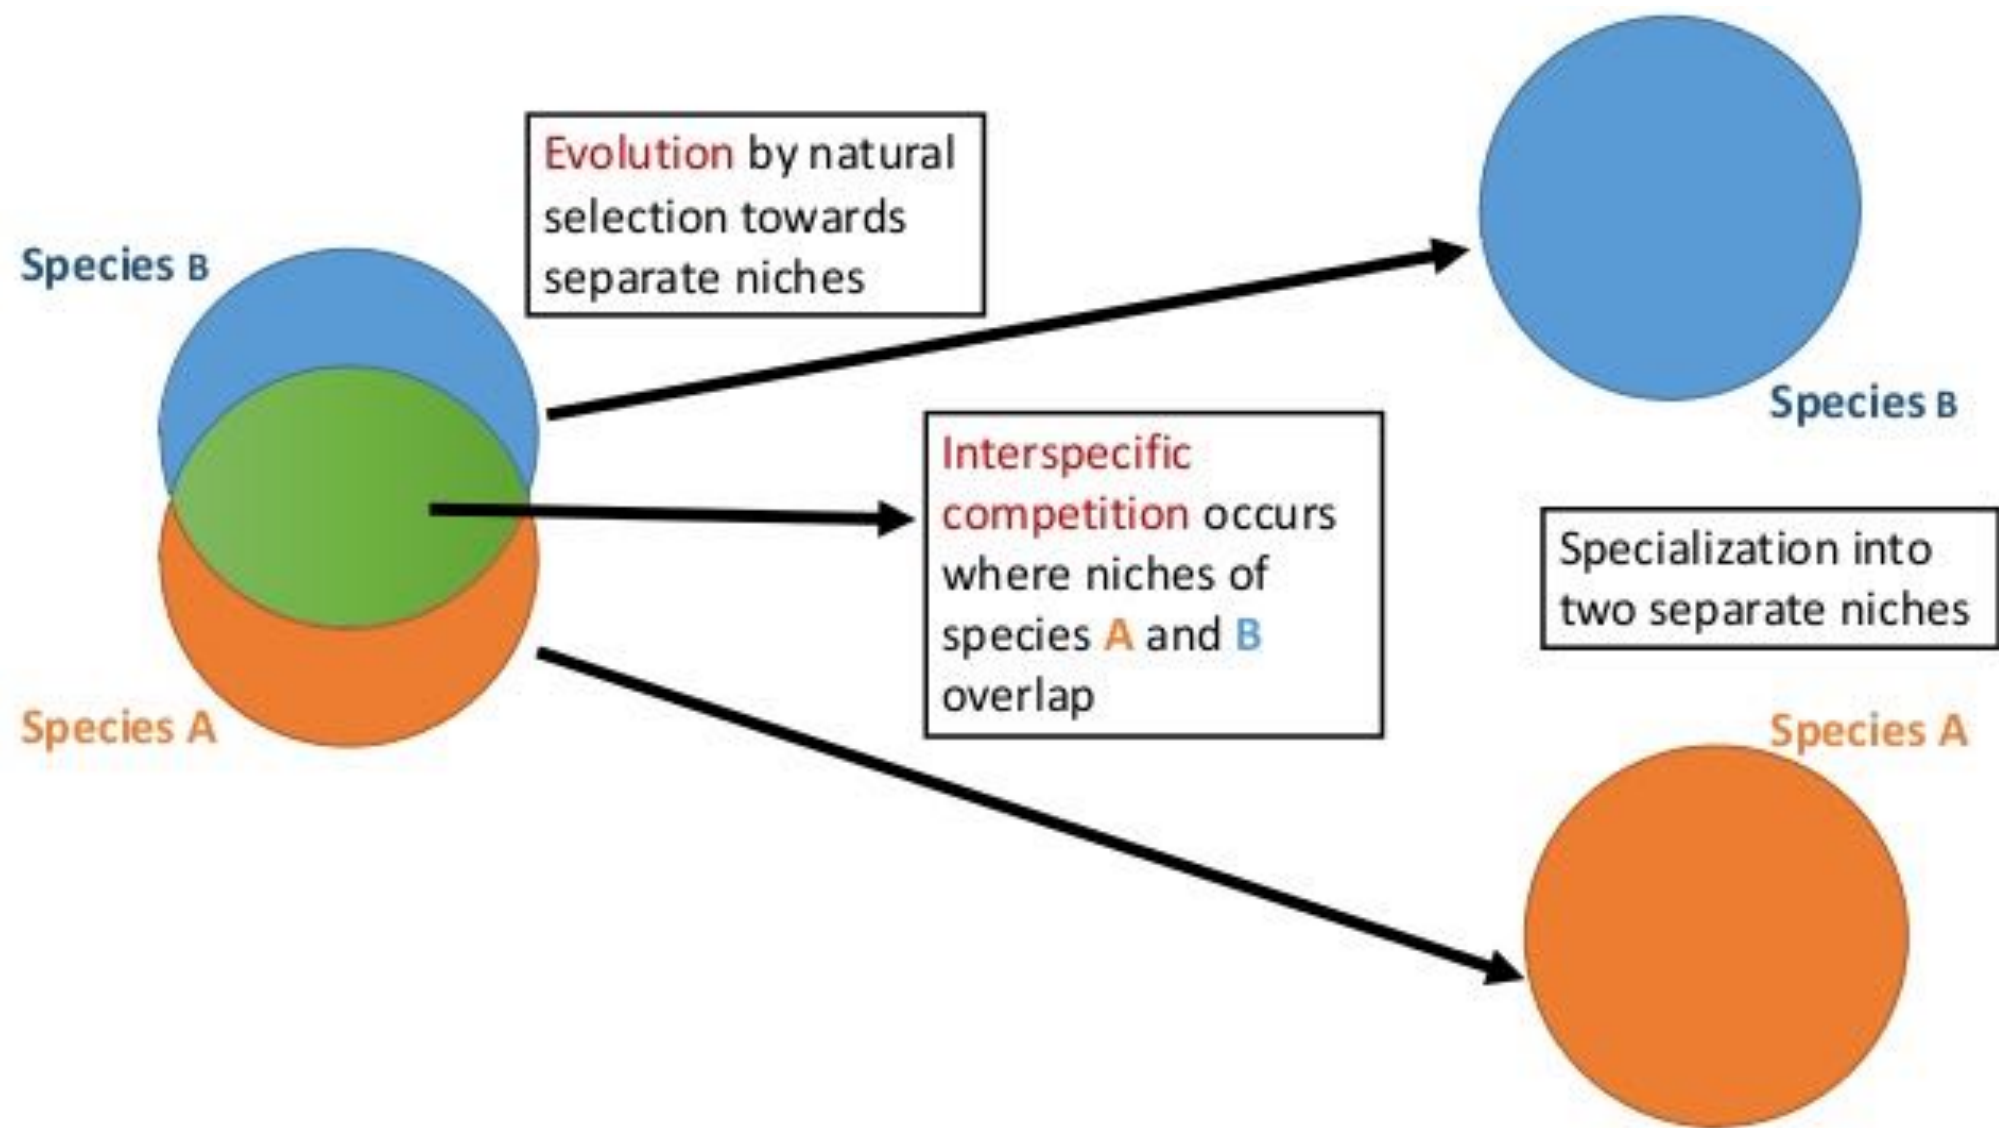 Evolution by natural
selection towards
separate niches
Species B
Species B
Interspecific
competition occurs
where niches of
species A and B
overlap
Specialization into
two separate niches
Species A
Species A